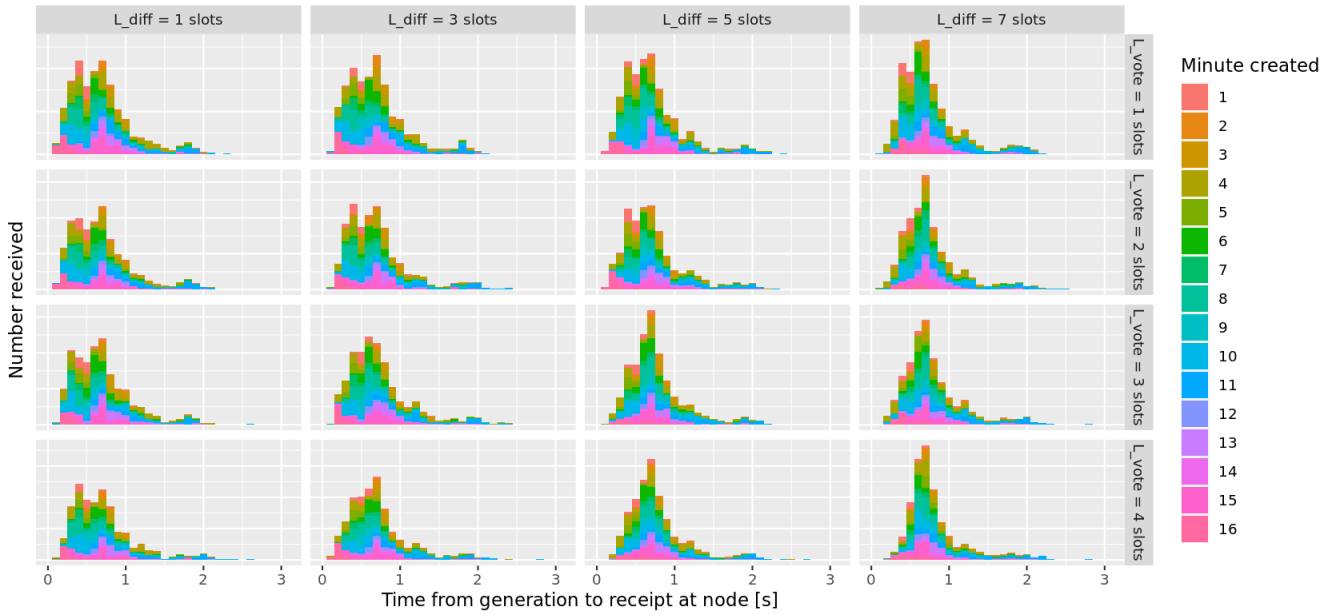 L_diff = 1 slots
L_diff = 3 slots
L_diff = 5 slots
L_diff = 7 slots
L_vote = 1 slots
L_vote = 2 slots
L_vote = 3 slots
L_vote = 4 slots
Number received
0 1 2 3
0 1 2 3
0 1 2 3
0 1 2 3
Time from generation to receipt at node [s]
Minute created
1
2
3
4
5
6
7
8
9
10
11
12
13
14
15
16